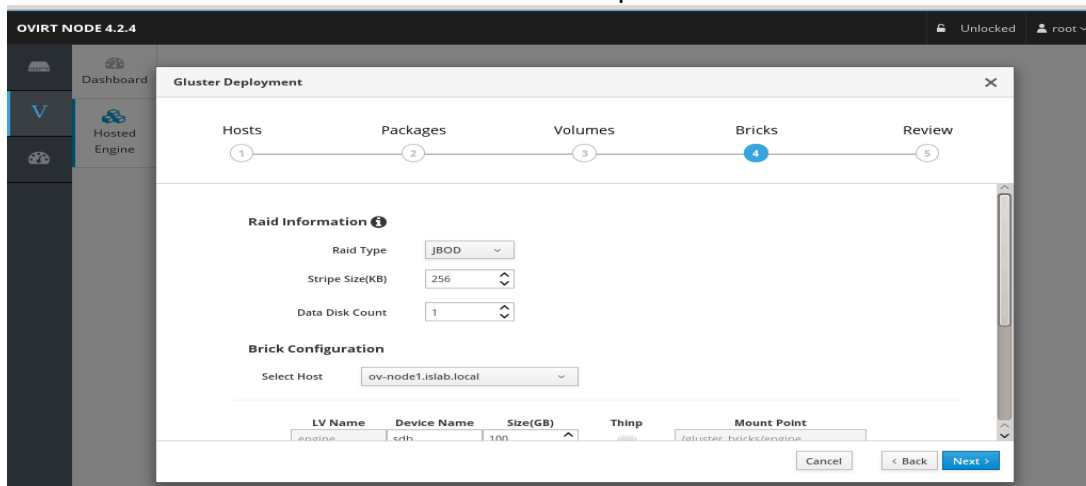 OVIRT NODE 4.2.4
Unlocked
root
Dashboard
V
Hosted
Engine
Gluster Deployment
Hosts
Packages
Volumes
Bricks
Review
1
2
3
4
5
Raid Information
Raid Type
JBOD
Stripe Size(KB)
256
Data Disk Count
1
Brick Configuration
Select Host
ov-node1.islab.local
LV Name
Device Name
Size(GB)
Thinp
Mount Point
engine
sdb
100
/gluster_bricks/engine
Cancel
< Back
Next >